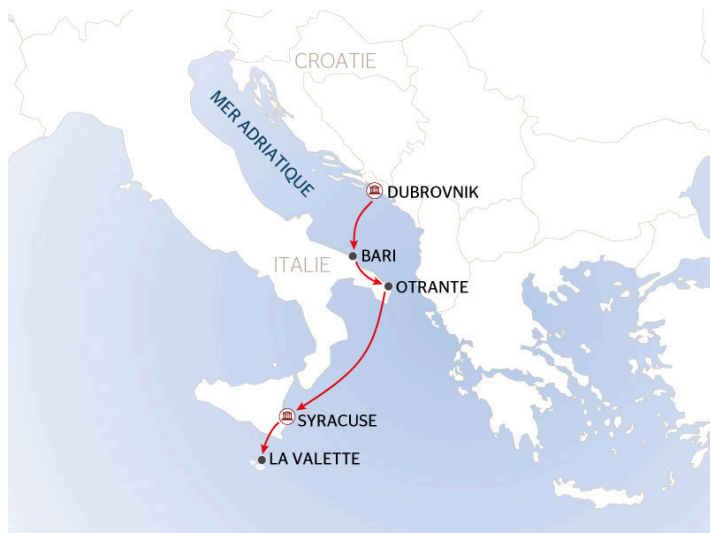 CROATIE
MER ADRIATIQUE
DUBROVNIK
BARI
ITALIE
OTRANTE
SYRACUSE
LA VALETTE